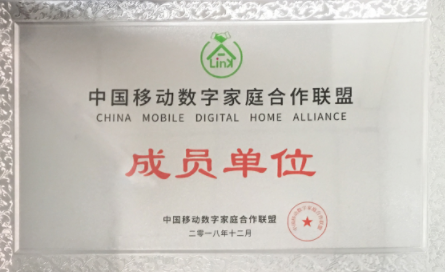 Link
中国移动数字家庭合作联盟
CHINA MOBILE DIGITAL HOME ALLIANCE
成员单位
中国移动数字家庭合作联盟
二零一八年十二月